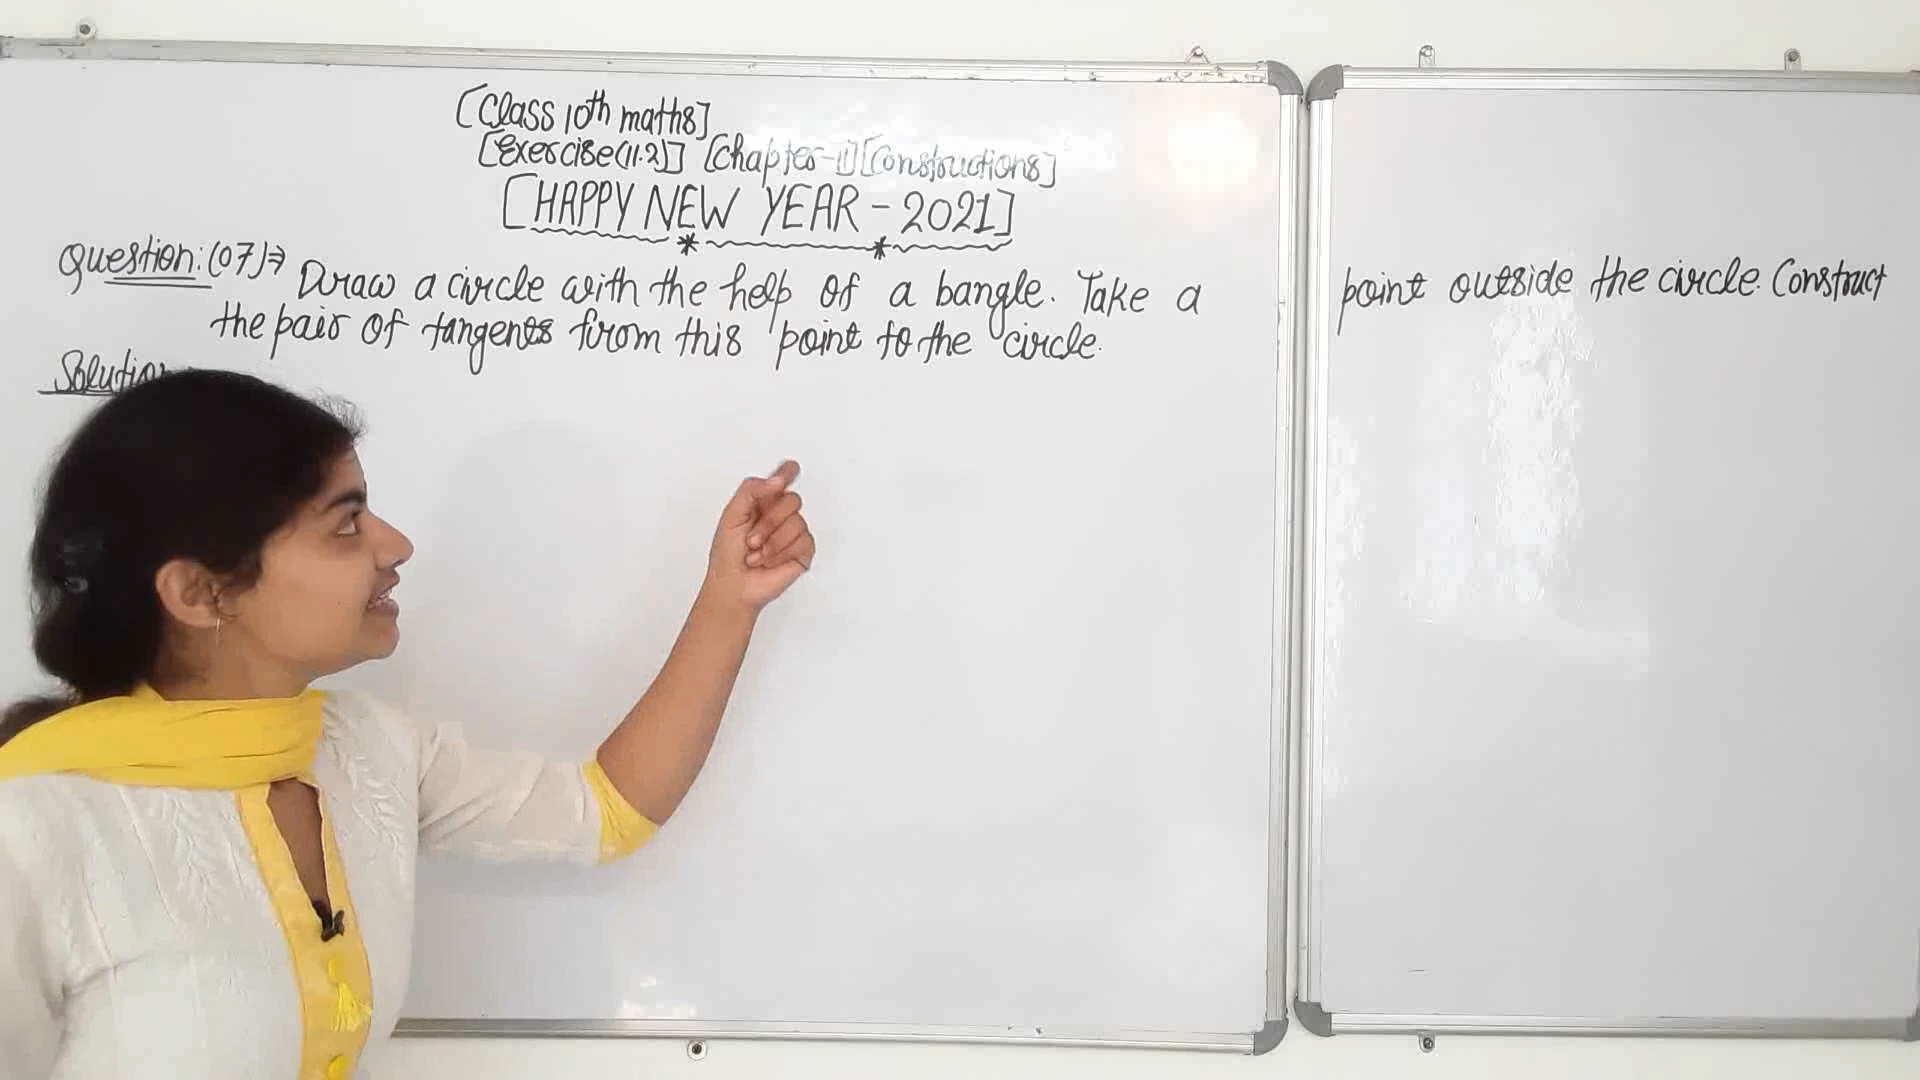 [Class 10th maths]
[Exercise(11.2)] [Chapter-11] [Constructions]
[HAPPY NEW YEAR - 2021]
Question:(07)⇒ Draw a circle with the help of a bangle. Take a point outside the circle. Construct
the pair of tangents from this point to the circle.
Solution